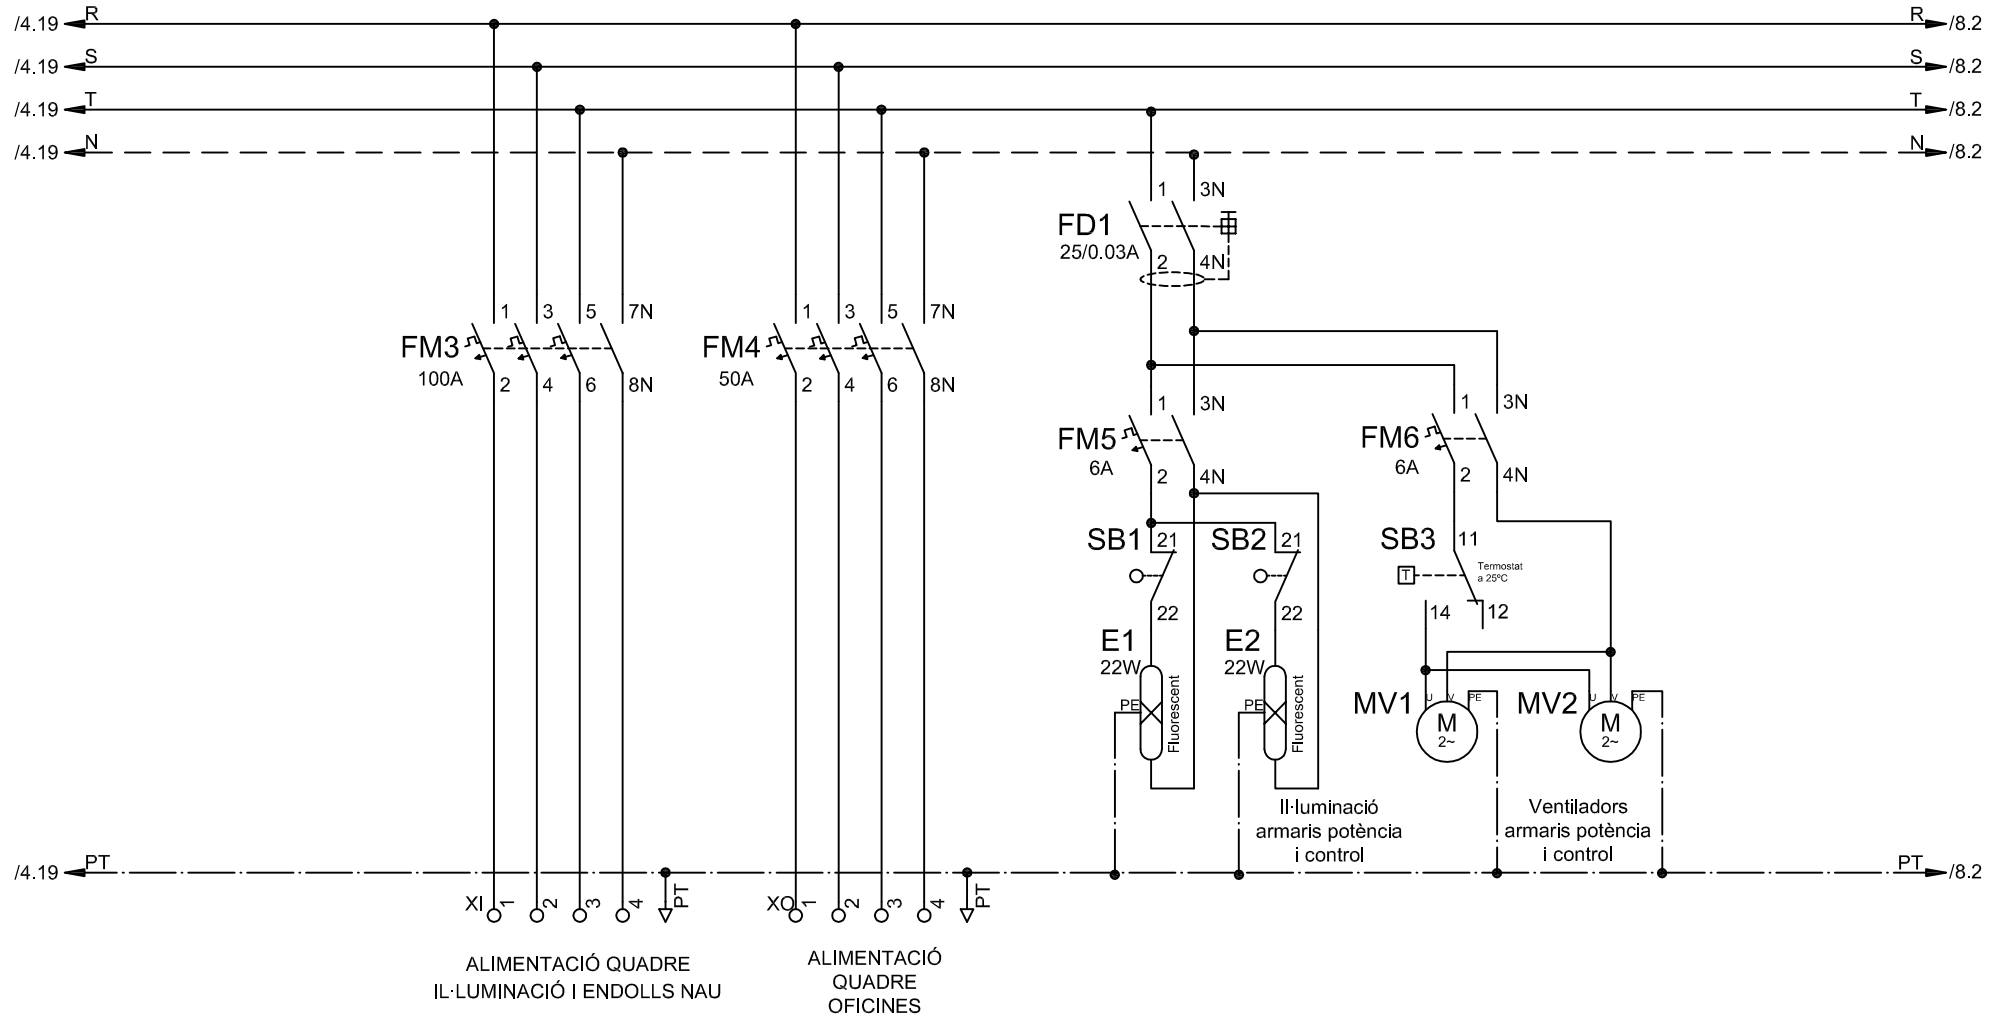 /4.19 R R /8.2
/4.19 S S /8.2
/4.19 T T /8.2
/4.19 N N /8.2
1 3N
FD1
25/0.03A
2 4N
1 3 5 7N
FM3
100A
2 4 6 8N
1 3 5 7N
FM4
50A
2 4 6 8N
1 3N
FM5
6A
2 4N
1 3N
FM6
6A
2 4N
SB1 21
22
SB2 21
22
SB3 11
T
Termostat
a 25ºC
14 12
E1
22W
PE
Fluorescent
E2
22W
PE
Fluorescent
MV1 U V PE
M
2~
MV2 U V PE
M
2~
Il·luminació
armaris potència
i control
Ventiladors
armaris potència
i control
/4.19 PT PT /8.2
XI 1 2 3 4 PT
XO 1 2 3 4 PT
ALIMENTACIÓ QUADRE
IL·LUMINACIÓ I ENDOLLS NAU
ALIMENTACIÓ
QUADRE
OFICINES